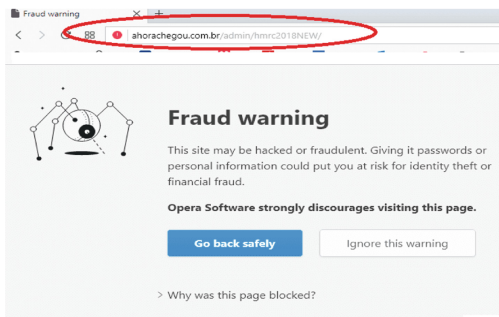 Fraud warning
ahorachegou.com.br/admin/hmrc2018NEW/
Fraud warning
This site may be hacked or fraudulent. Giving it passwords or
personal information could put you at risk for identity theft or
financial fraud.
Opera Software strongly discourages visiting this page.
Go back safely
Ignore this warning
Why was this page blocked?